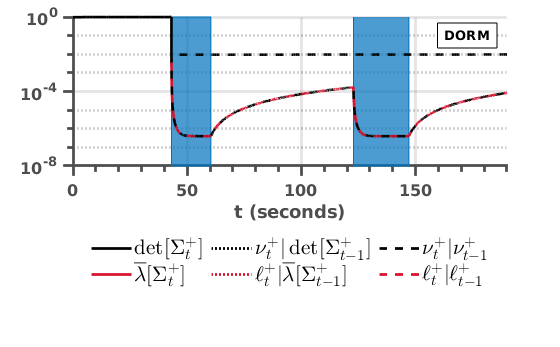 10^0
DORM
10^-4
10^-8
0 50 100 150
t (seconds)
det[Σ_t^+] ν_t^+| det[Σ_{t-1}^+] ν_t^+|ν_{t-1}^+
λ̄[Σ_t^+] ℓ_t^+|λ̄[Σ_{t-1}^+] ℓ_t^+|ℓ_{t-1}^+